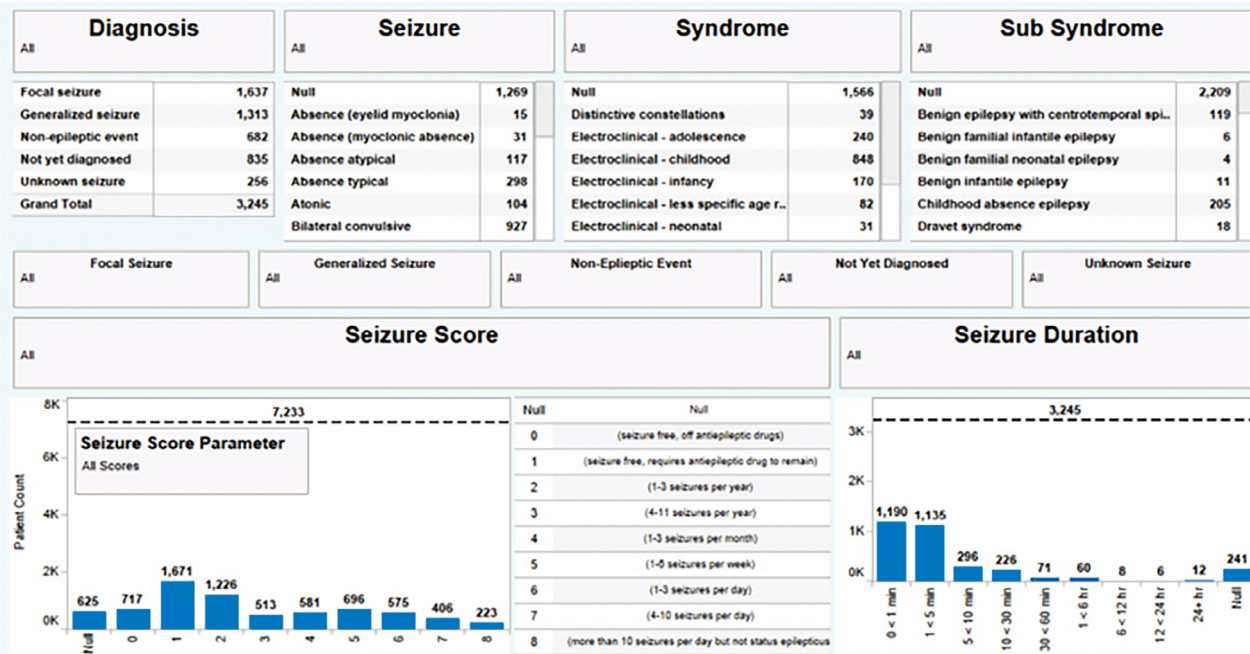 Diagnosis
All
Seizure
All
Syndrome
All
Sub Syndrome
All
Focal seizure 1,637
Generalized seizure 1,313
Non-epileptic event 682
Not yet diagnosed 835
Unknown seizure 256
Grand Total 3,245
Null 1,269
Absence (eyelid myoclonia) 15
Absence (myoclonic absence) 31
Absence atypical 117
Absence typical 298
Atonic 104
Bilateral convulsive 927
Null 1,566
Distinctive constellations 39
Electroclinical - adolescence 240
Electroclinical - childhood 848
Electroclinical - infancy 170
Electroclinical - less specific age r.. 82
Electroclinical - neonatal 31
Null 2,209
Benign epilepsy with centrotemporal spi.. 119
Benign familial infantile epilepsy 6
Benign familial neonatal epilepsy 4
Benign infantile epilepsy 11
Childhood absence epilepsy 205
Dravet syndrome 18
Focal Seizure
All
Generalized Seizure
All
Non-Eplieptic Event
All
Not Yet Diagnosed
All
Unknown Seizure
All
Seizure Score
All
Seizure Duration
All
8K
7,233
Seizure Score Parameter
All Scores
6K
4K
2K
0K
Patient Count
625 717 1,671 1,226 513 581 696 575 406 223
Null 0 1 2 3 4 5 6 7 8
Null Null
0 (seizure free, off antiepileptic drugs)
1 (seizure free, requires antiepileptic drug to remain)
2 (1-3 seizures per year)
3 (4-11 seizures per year)
4 (1-3 seizures per month)
5 (1-6 seizures per week)
6 (1-3 seizures per day)
7 (4-10 seizures per day)
8 (more than 10 seizures per day but not status epilepticus
3,245
3K
2K
1K
0K
1,190 1,135 296 226 71 60 8 6 12 241
0 < 1 min
1 < 5 min
5 < 10 min
10 < 30 min
30 < 60 min
1 < 6 hr
6 < 12 hr
12 < 24 hr
24+ hr
Null